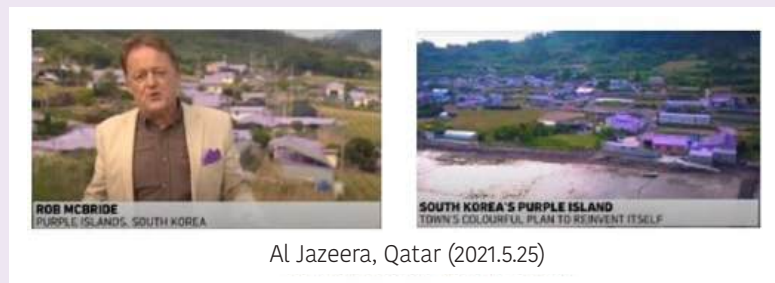 ROB MCBRIDE
PURPLE ISLANDS, SOUTH KOREA
SOUTH KOREA'S PURPLE ISLAND
TOWN'S COLOURFUL PLAN TO REINVENT ITSELF
Al Jazeera, Qatar (2021.5.25)